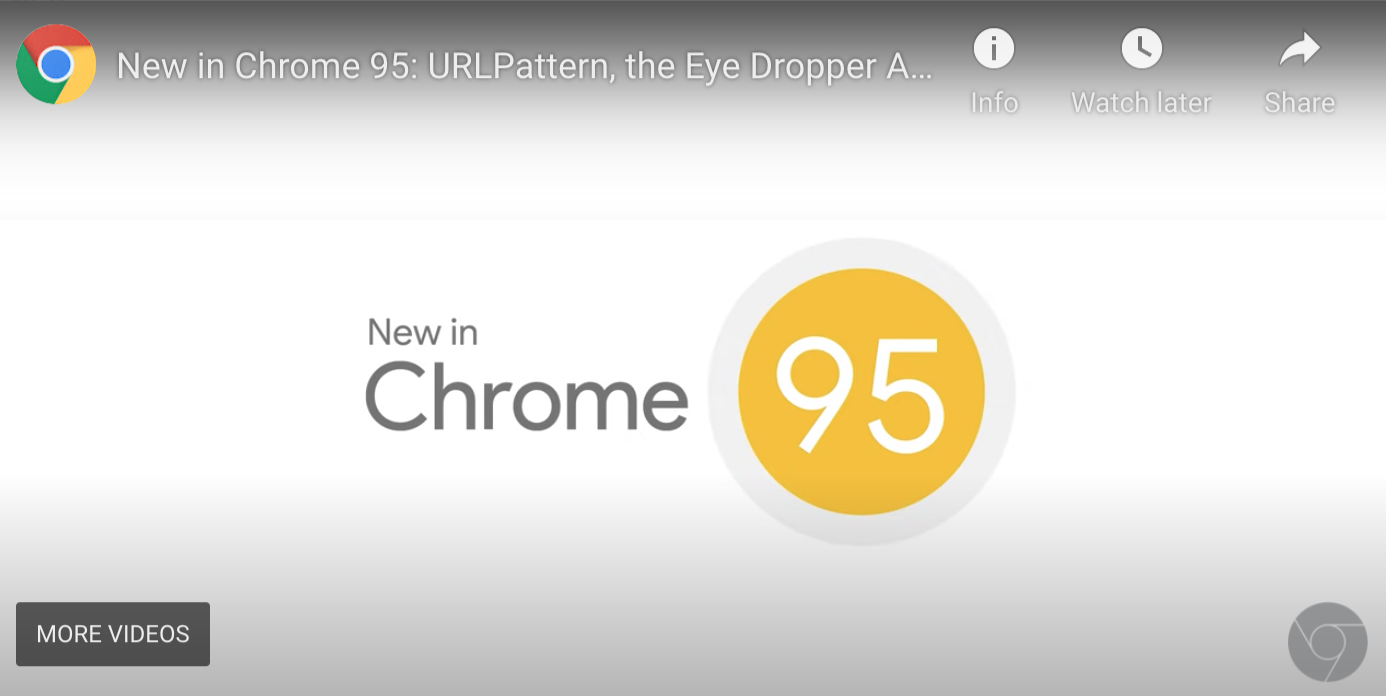 New in Chrome 95: URLPattern, the Eye Dropper A...
Info
Watch later
Share
New in
Chrome
95
MORE VIDEOS